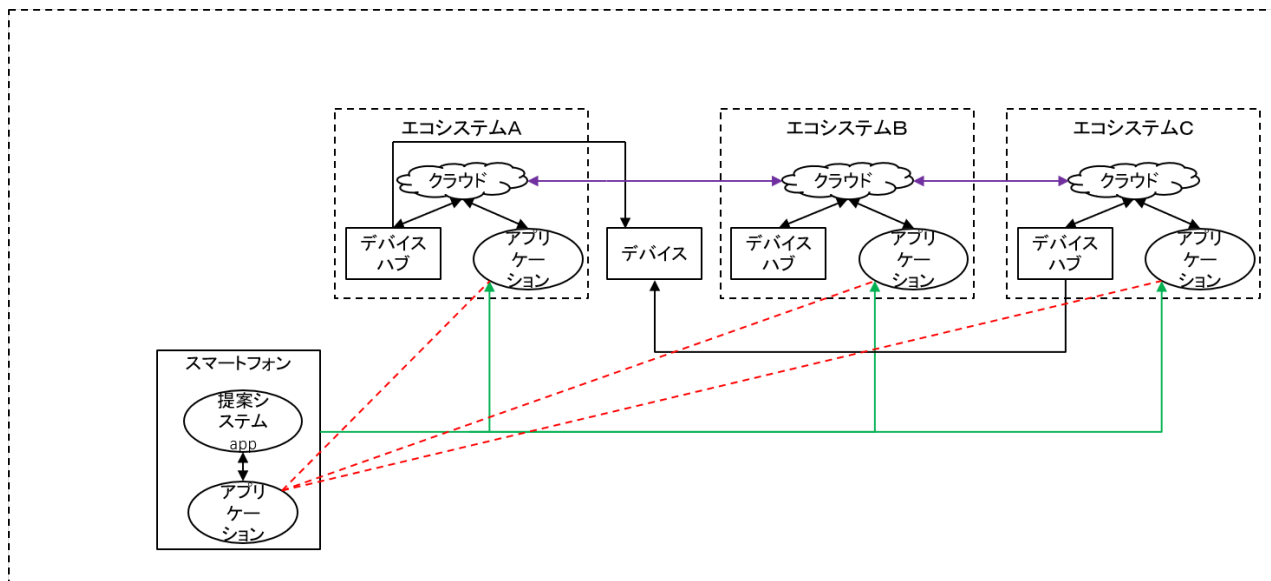 エコシステムA
クラウド
デバイス
ハブ
アプリ
ケー
ション
デバイス
エコシステムB
クラウド
デバイス
ハブ
アプリ
ケー
ション
エコシステムC
クラウド
デバイス
ハブ
アプリ
ケー
ション
スマートフォン
提案シ
ステム
app
アプリ
ケー
ション